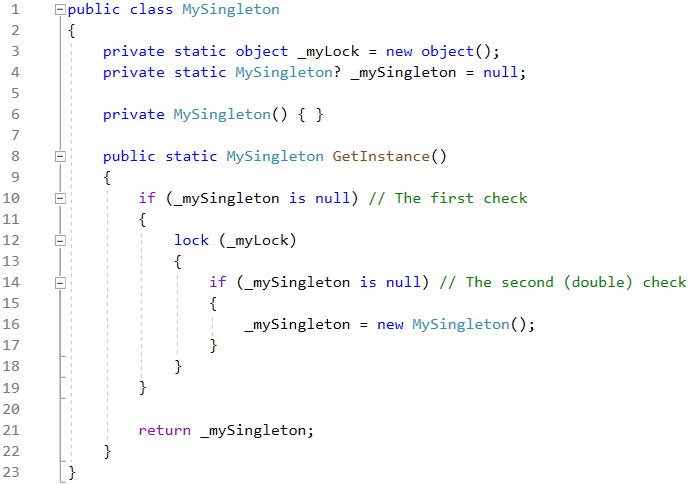 1 public class MySingleton
2 {
3     private static object _myLock = new object();
4     private static MySingleton? _mySingleton = null;
5
6     private MySingleton() { }
7
8     public static MySingleton GetInstance()
9     {
10         if (_mySingleton is null) // The first check
11         {
12             lock (_myLock)
13             {
14                 if (_mySingleton is null) // The second (double) check
15                 {
16                     _mySingleton = new MySingleton();
17                 }
18             }
19         }
20
21         return _mySingleton;
22     }
23 }